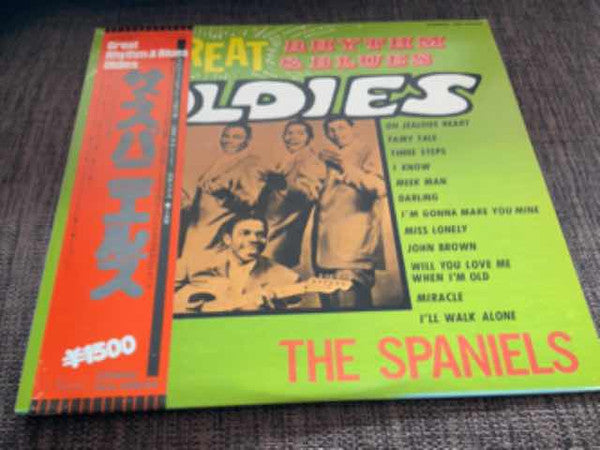 Great
Rhythm & Blues
Oldies
ザ・スパニエルズ
¥1500
REAT RHYTHM
& BLUES
OLDIES
OH JEALOUS HEART
FAIRY TALE
THREE STEPS
I KNOW
MEEK MAN
DARLING
I'M GONNA MAKE YOU MINE
MISS LONELY
JOHN BROWN
WILL YOU LOVE ME
WHEN I'M OLD
MIRACLE
I'LL WALK ALONE
THE SPANIELS